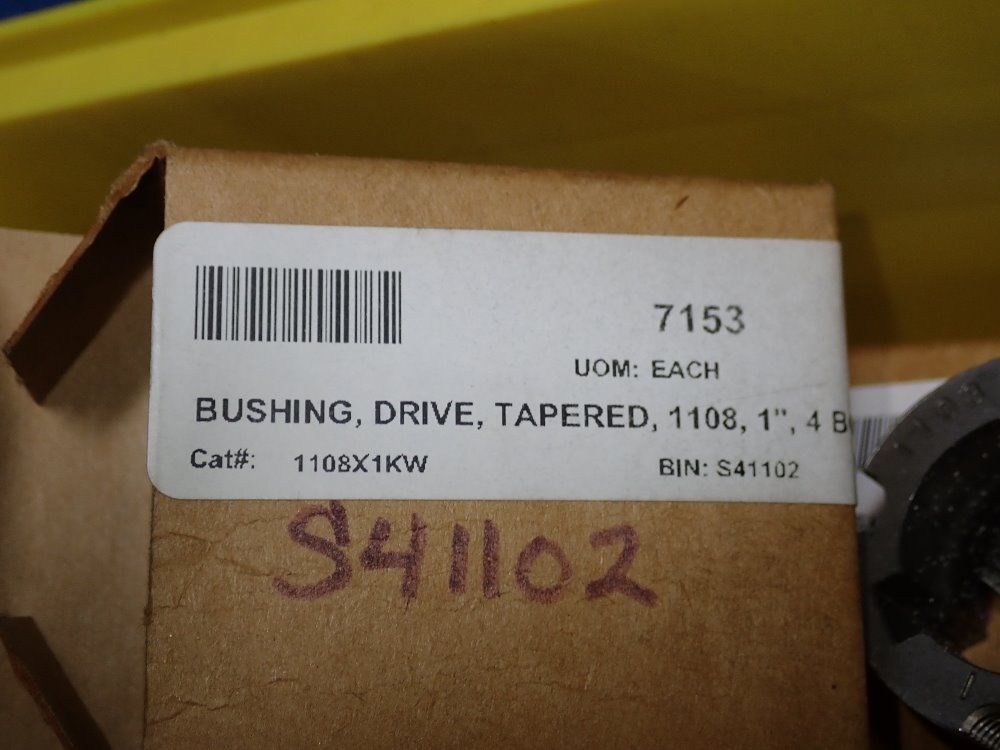 7153
UOM: EACH
BUSHING, DRIVE, TAPERED, 1108, 1", 4 B
Cat#: 1108X1KW BIN: S41102
S41102